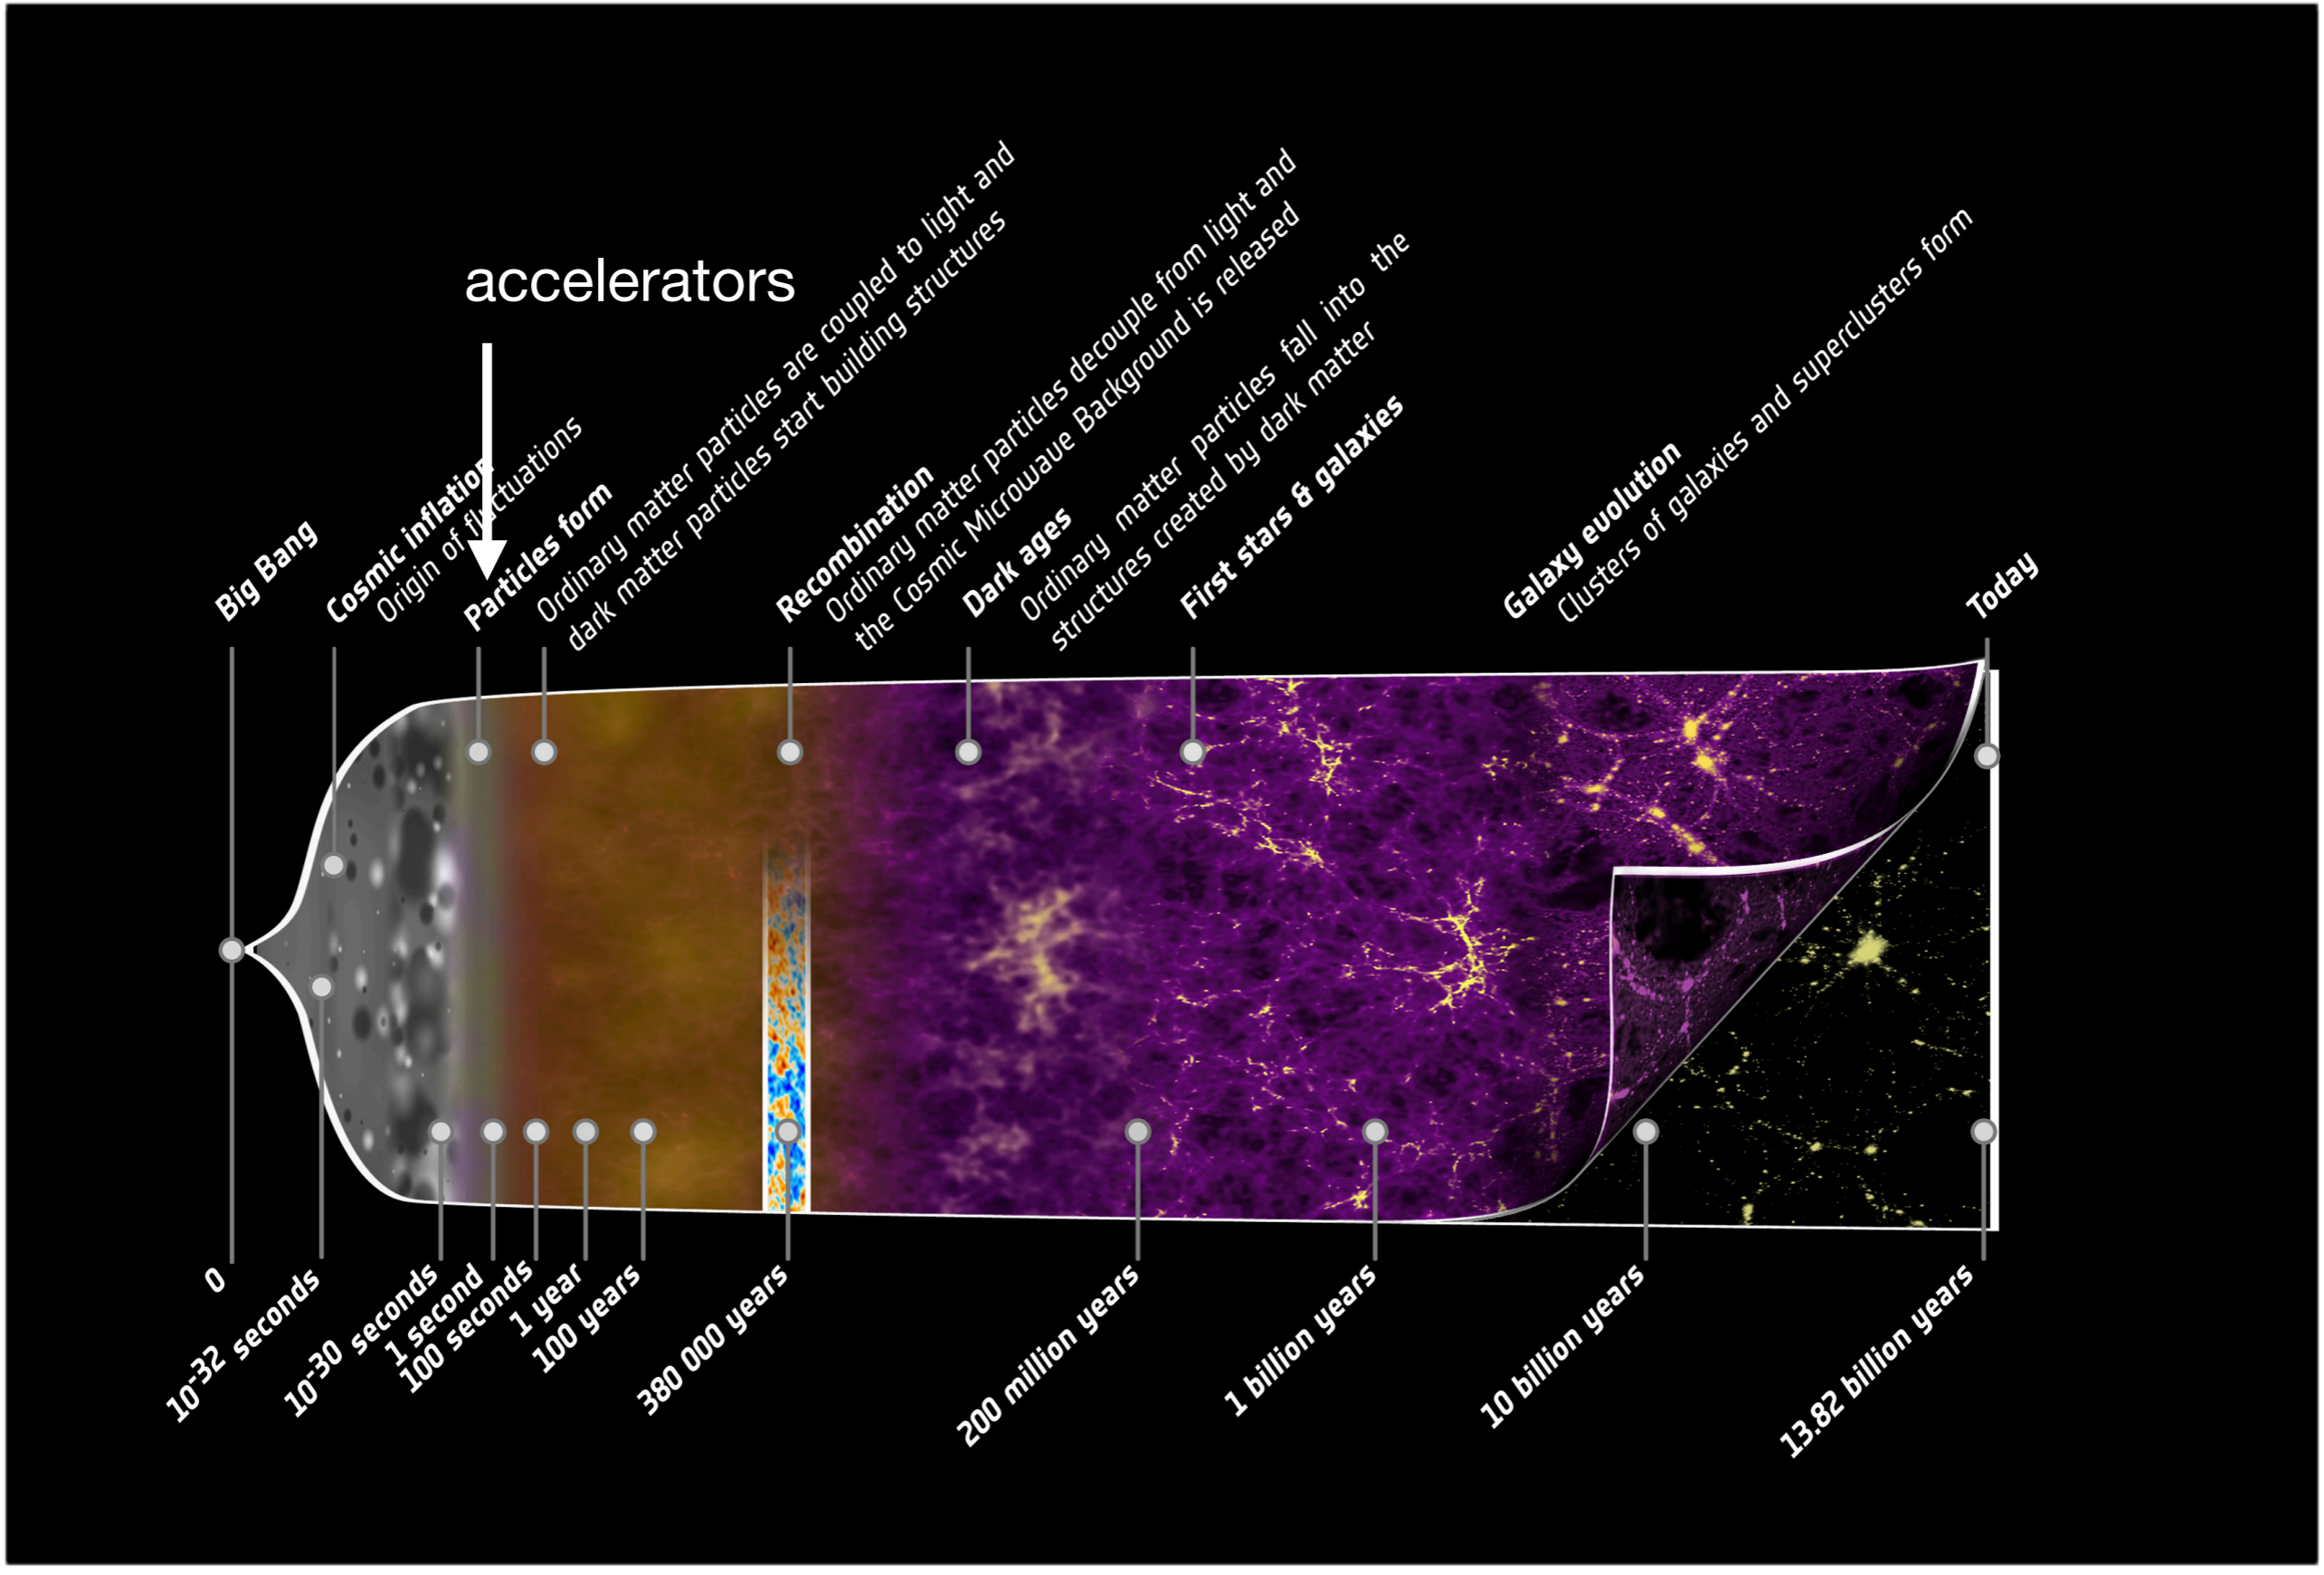 accelerators
Big Bang
Cosmic inflation
Origin of fluctuations
Particles form
Ordinary matter particles are coupled to light and
dark matter particles start building structures
Recombination
Ordinary matter particles decouple from light and
the Cosmic Microwave Background is released
Dark ages
Ordinary matter particles fall into the
structures created by dark matter
First stars & galaxies
Galaxy evolution
Clusters of galaxies and superclusters form
Today
0
10-32 seconds
10-30 seconds
1 second
100 seconds
1 year
100 years
380 000 years
200 million years
1 billion years
10 billion years
13.82 billion years